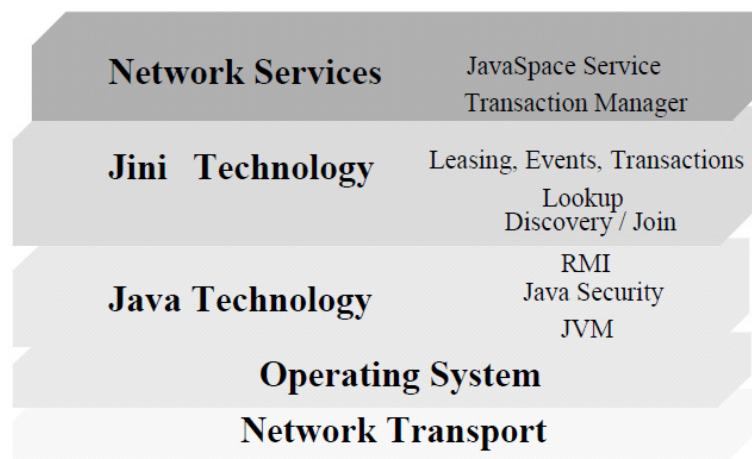 Network Services
JavaSpace Service
Transaction Manager
Jini Technology
Leasing, Events, Transactions
Lookup
Discovery / Join
Java Technology
RMI
Java Security
JVM
Operating System
Network Transport